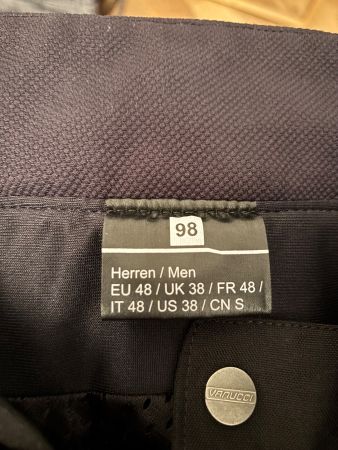 98
Herren / Men
EU 48 / UK 38 / FR 48 /
IT 48 / US 38 / CN S...
VANUCCI